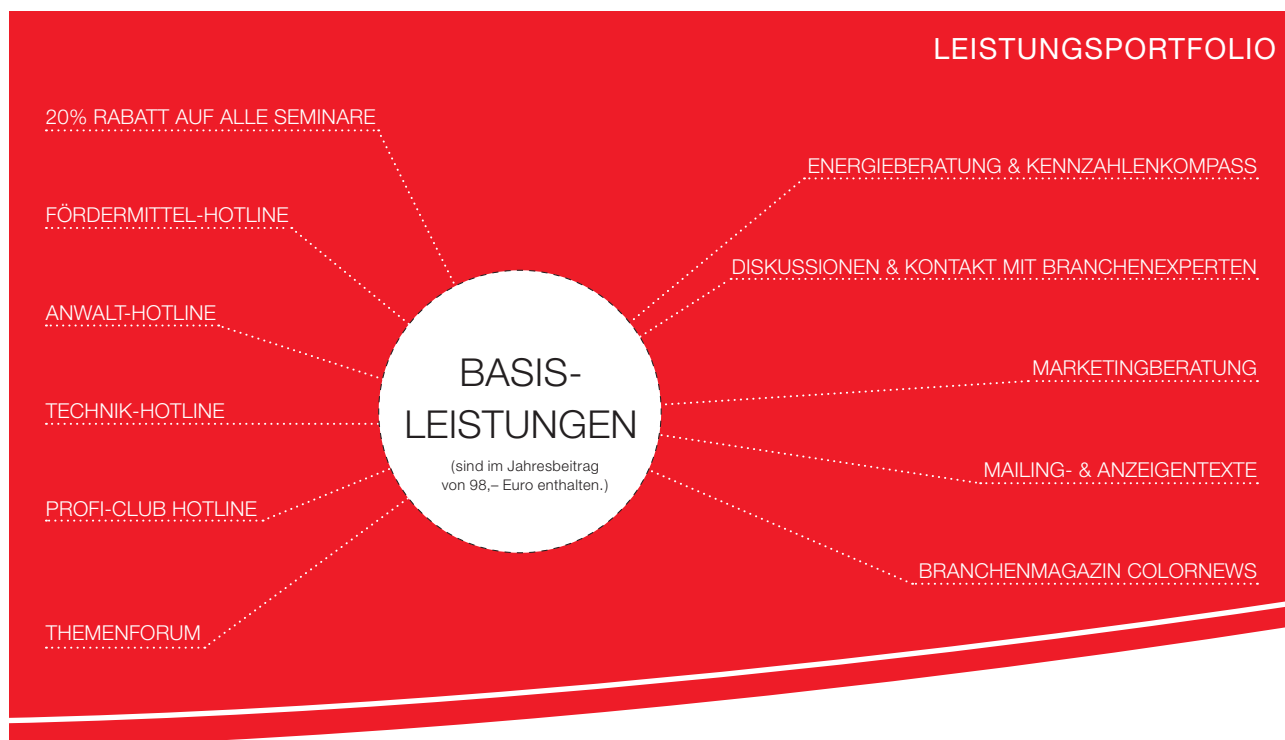 LEISTUNGSPORTFOLIO
20% RABATT AUF ALLE SEMINARE
FÖRDERMITTEL-HOTLINE
ANWALT-HOTLINE
TECHNIK-HOTLINE
PROFI-CLUB HOTLINE
THEMENFORUM
BASIS-
LEISTUNGEN
(sind im Jahresbeitrag
von 98,– Euro enthalten.)
ENERGIEBERATUNG & KENNZAHLENKOMPASS
DISKUSSIONEN & KONTAKT MIT BRANCHENEXPERTEN
MARKETINGBERATUNG
MAILING- & ANZEIGENTEXTE
BRANCHENMAGAZIN COLORNEWS